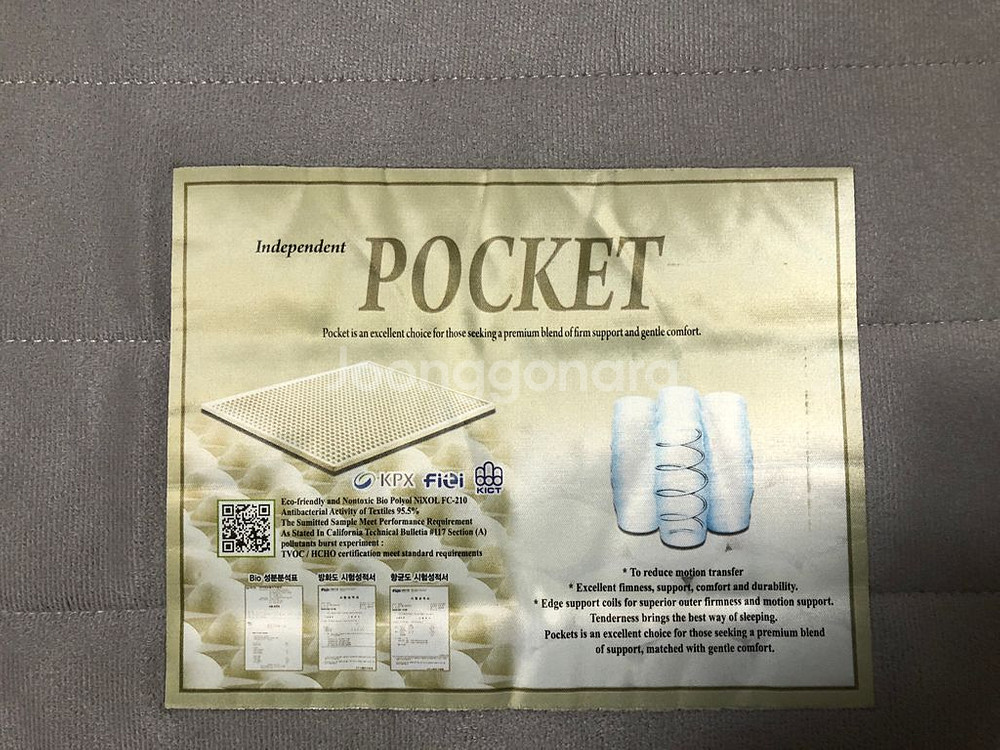 Independent POCKET
Pocket is an excellent choice for those seeking a premium blend of firm support and gentle comfort.
Joonggonara
KPX FiTi KICT
Eco-friendly and Nontoxic Bio Polyol NiXOL FC-210
Antibacterial Activity of Textiles 95.5%
The Sumitted Sample Meet Performance Requirement
As Stated In California Technical Bulletia #117 Section (A)
pollutants burst experiment :
TVOC / HCHO certification meet standard requirements
Bio 성분분석표 방화도 시험성적서 항균도 시험성적서
* To reduce motion transfer
* Excellent fimness, support, comfort and durability.
* Edge support coils for superior outer firmness and motion support.
Tenderness brings the best way of sleeping.
Pockets is an excellent choice for those seeking a premium blend
of support, matched with gentle comfort.